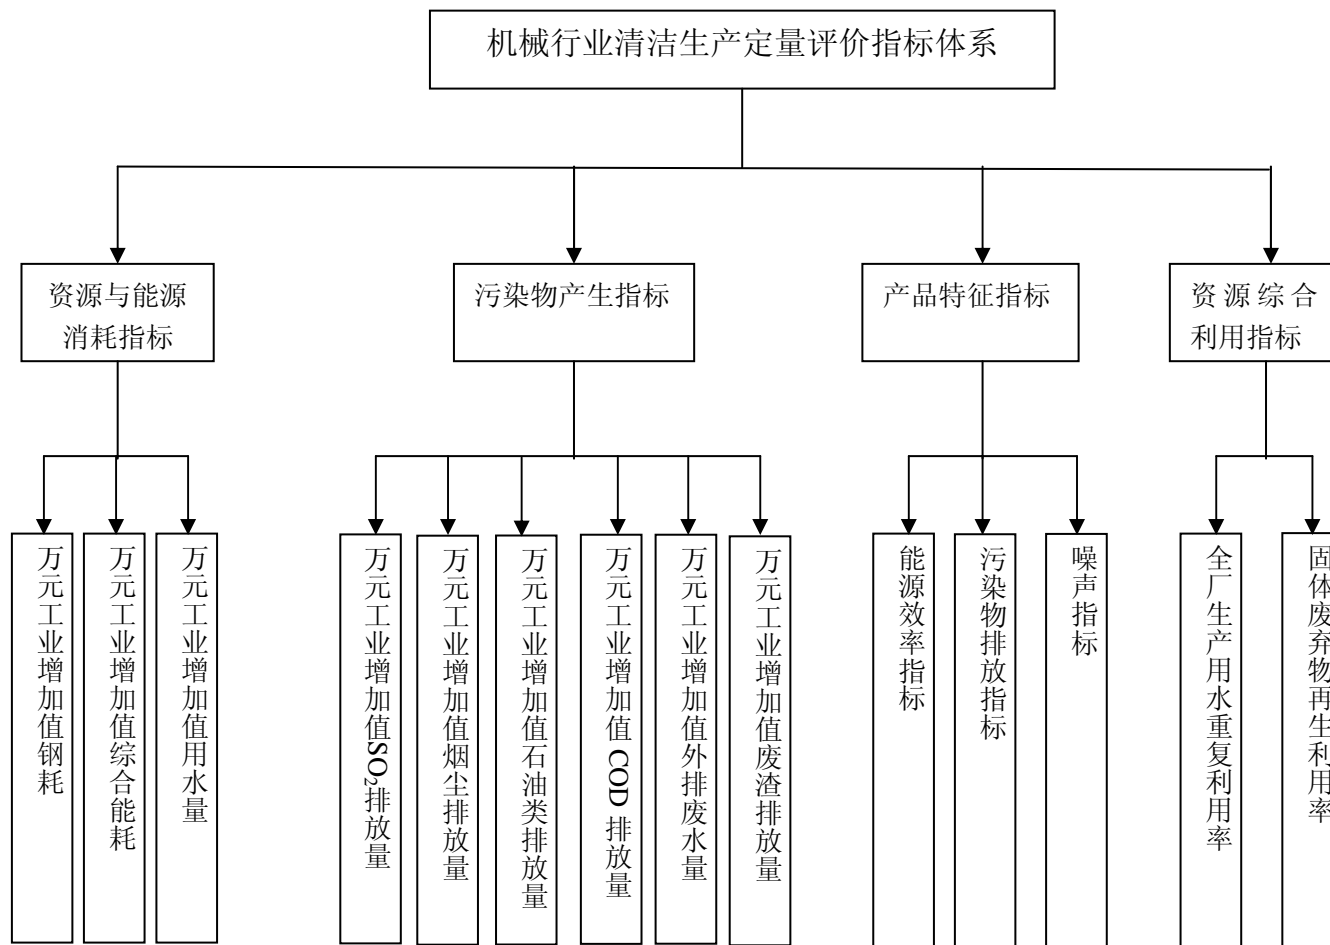 机械行业清洁生产定量评价指标体系
资源与能源
消耗指标
污染物产生指标
产品特征指标
资源综合
利用指标
万元工业增加值钢耗
万元工业增加值综合能耗
万元工业增加值用水量
万元工业增加值SO₂排放量
万元工业增加值烟尘排放量
万元工业增加值石油类排放量
万元工业增加值 COD 排放量
万元工业增加值外排废水量
万元工业增加值废渣排放量
能源效率指标
污染物排放指标
噪声指标
全厂生产用水重复利用率
固体废弃物再生利用率